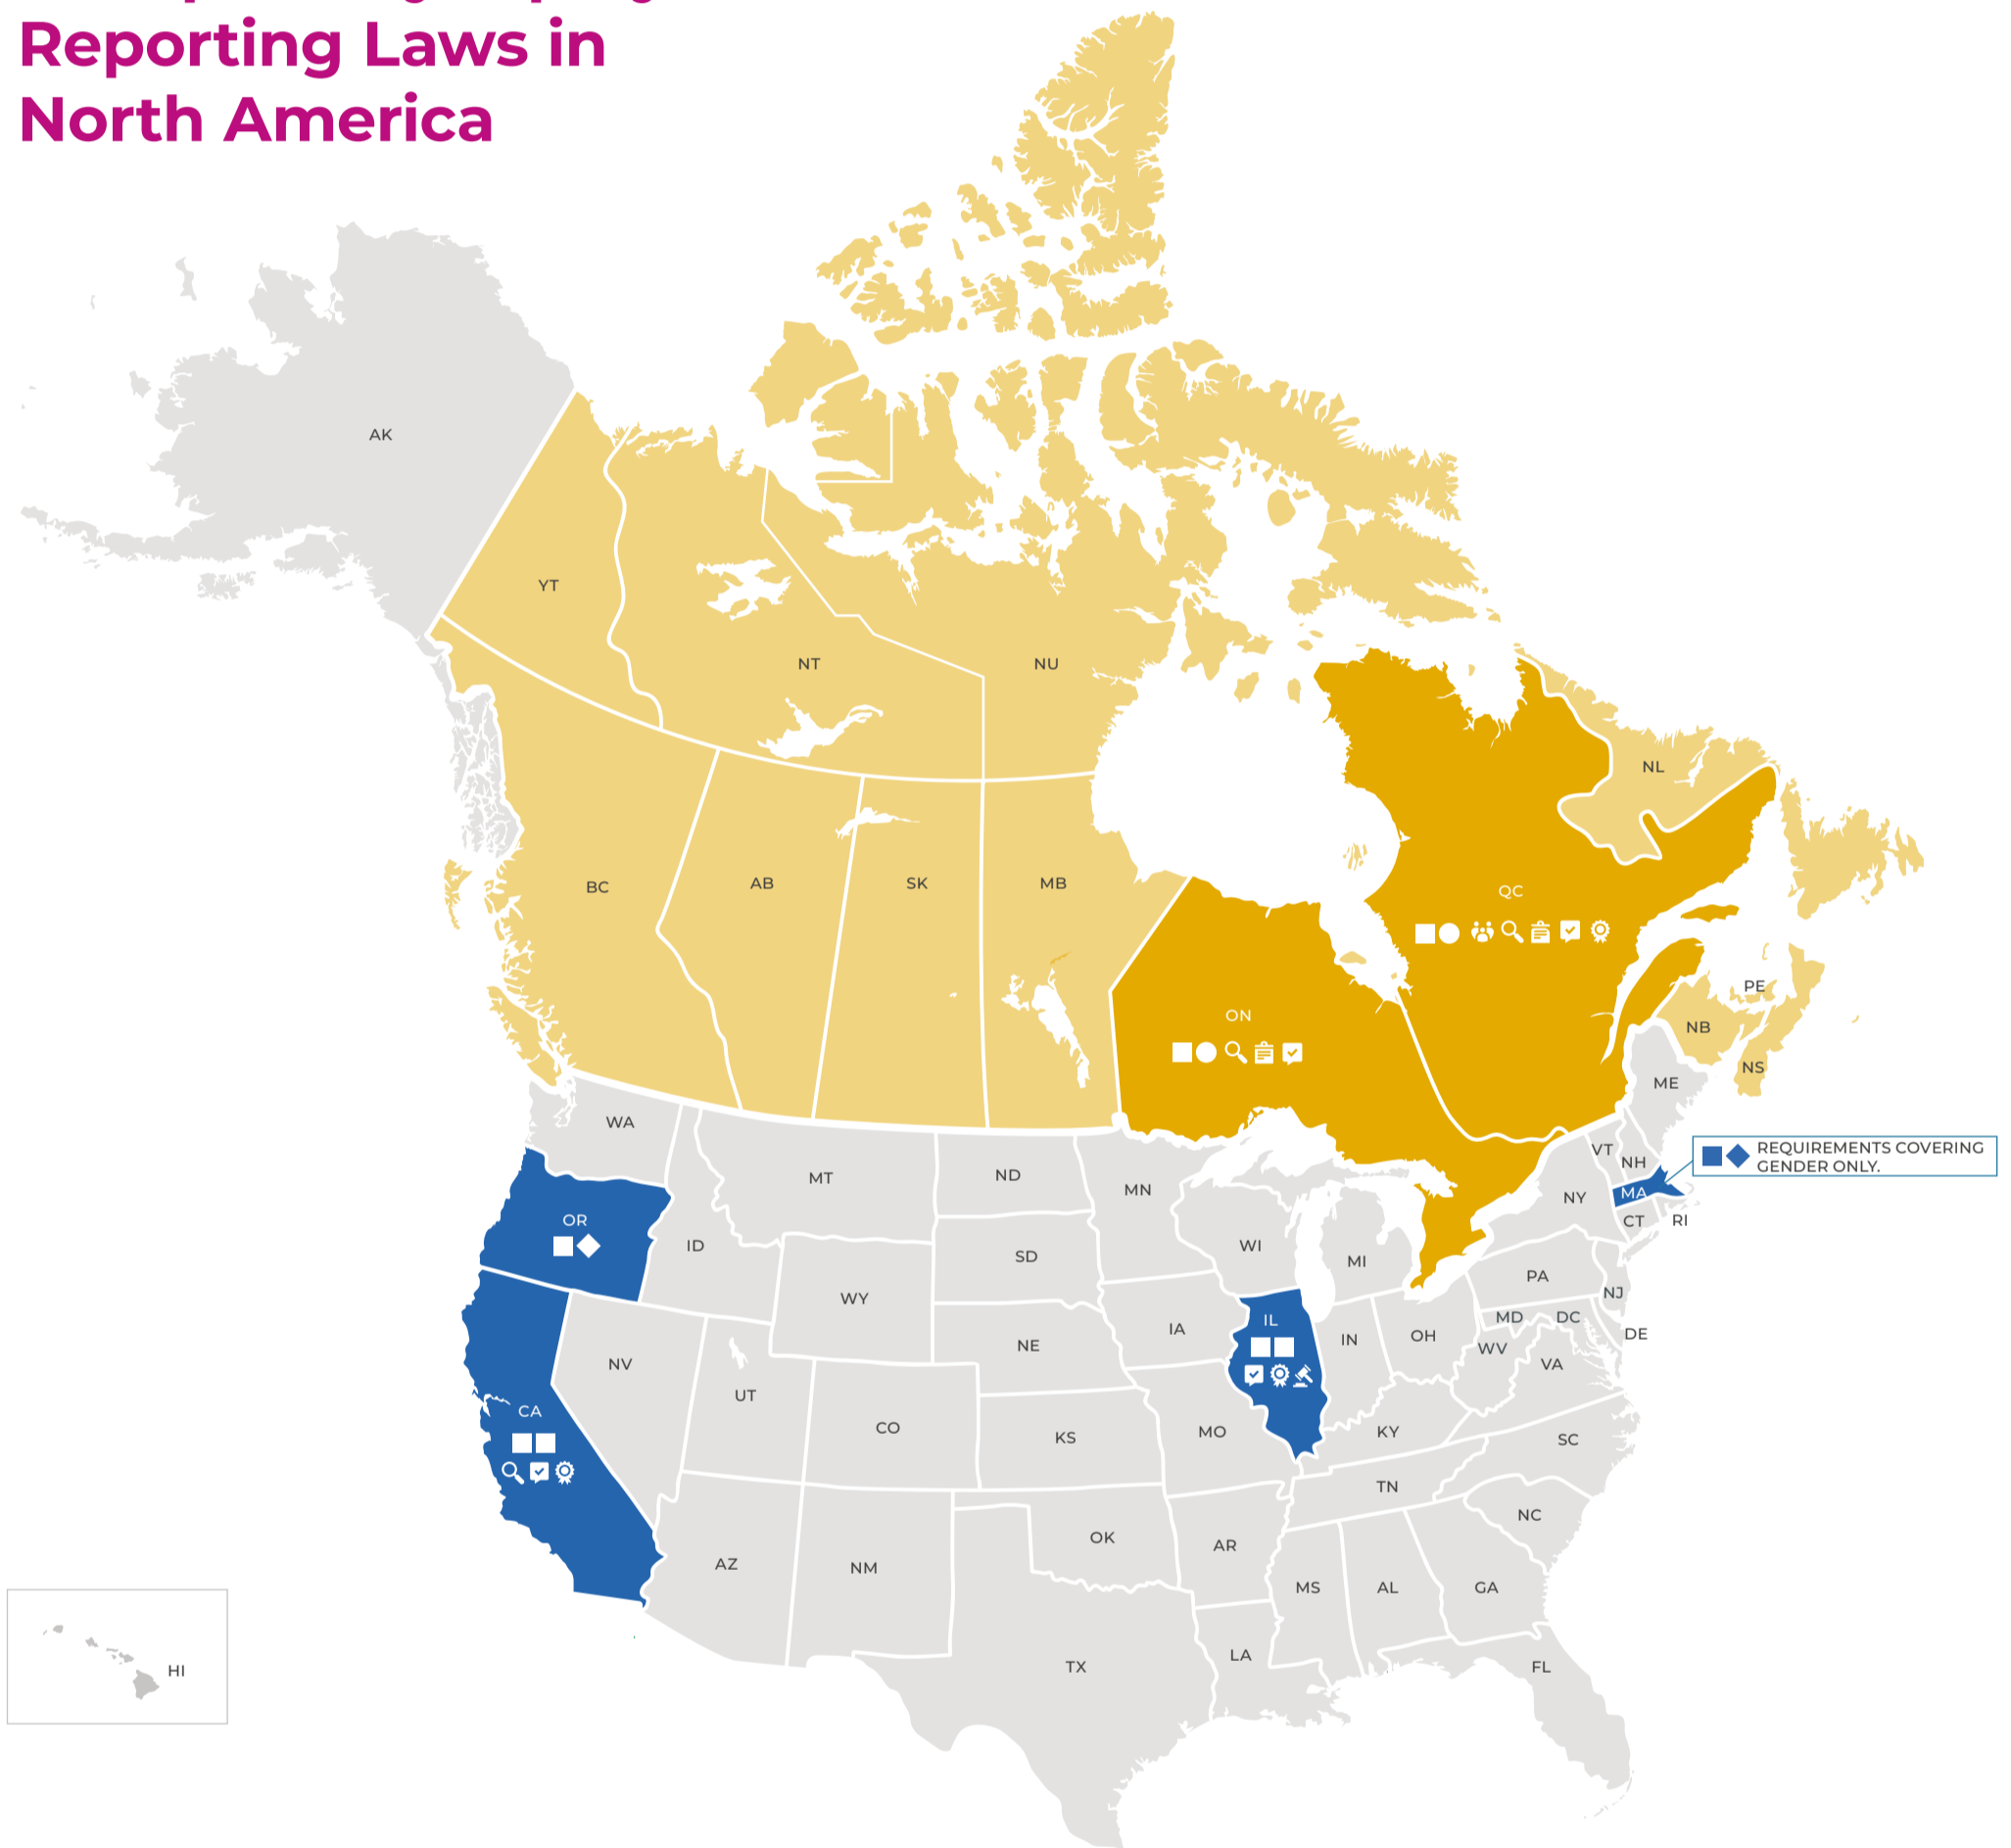 Reporting Laws in
North America
AK
YT
NT
NU
NL
BC
AB
SK
MB
QC
ON
PE
NB
NS
ME
WA
VT
NH
REQUIREMENTS COVERING
GENDER ONLY.
MT
ND
MN
NY
MA
CT
RI
OR
ID
SD
WI
MI
PA
WY
NJ
MD
DC
DE
IA
IL
IN
OH
NE
WV
VA
NV
UT
CA
CO
KS
MO
KY
SC
TN
NC
AZ
NM
OK
AR
MS
AL
GA
HI
TX
LA
FL